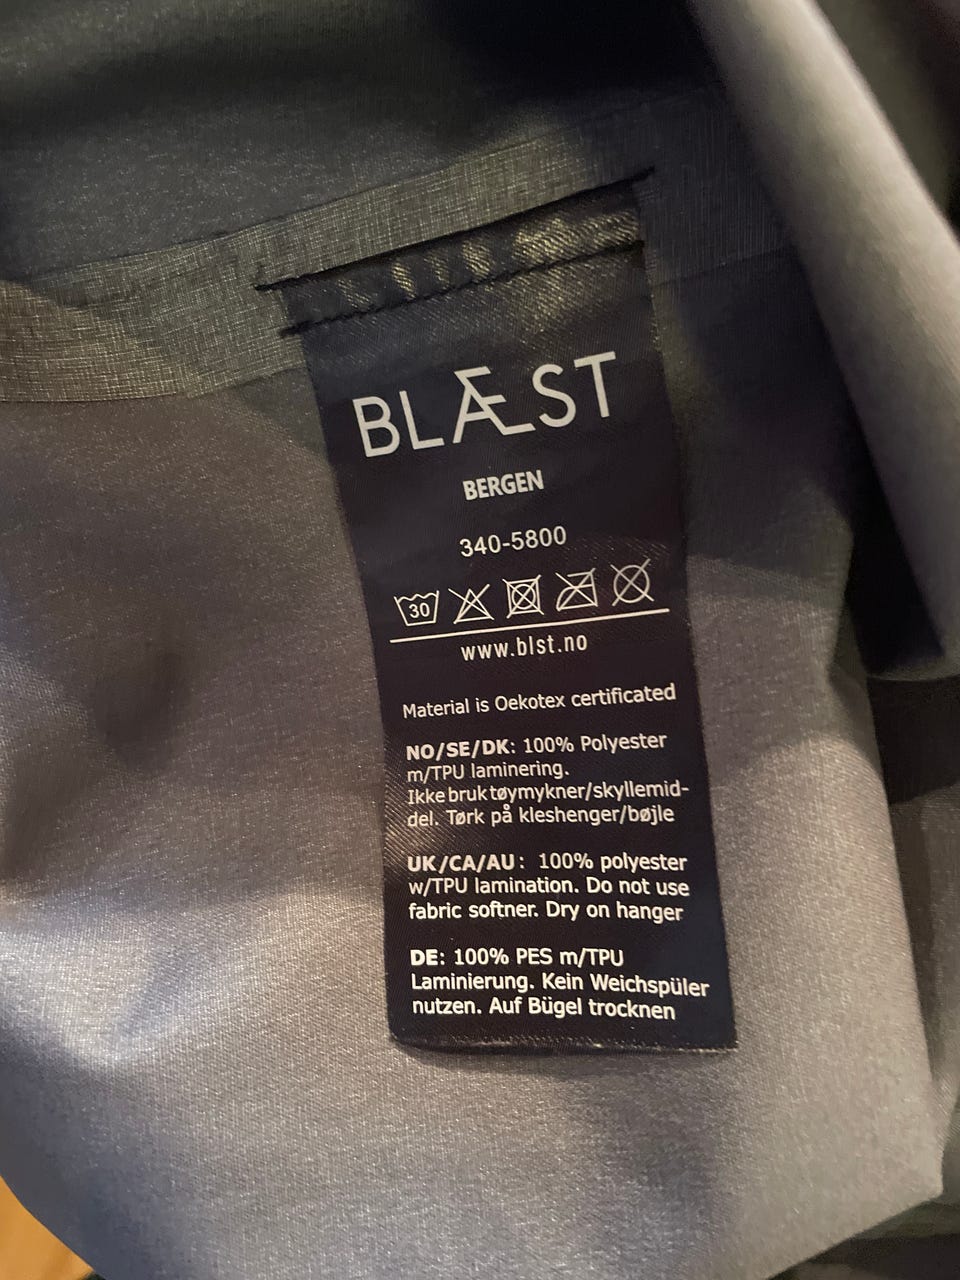 BLÆST
BERGEN
340-5800
30
www.blst.no
Material is Oekotex certificated
NO/SE/DK: 100% Polyester
m/TPU laminering.
Ikke bruk tøymykner/skyllemid-
del. Tørk på kleshenger/bøjle
UK/CA/AU: 100% polyester
w/TPU lamination. Do not use
fabric softner. Dry on hanger
DE: 100% PES m/TPU
Laminierung. Kein Weichspüler
nutzen. Auf Bügel trocknen